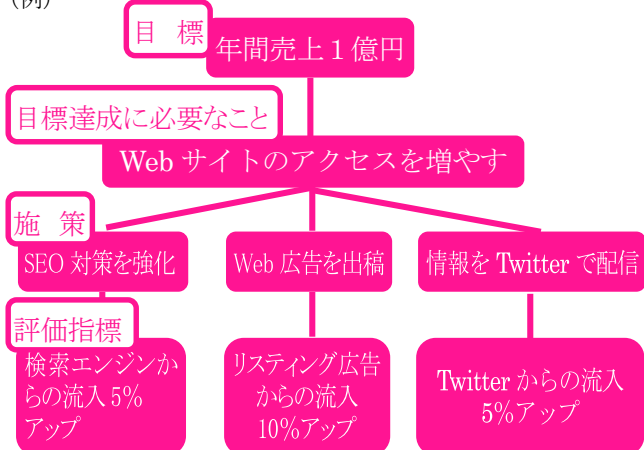 (例)
目 標
年間売上1億円
目標達成に必要なこと
Web サイトのアクセスを増やす
施 策
SEO 対策を強化
Web 広告を出稿
情報を Twitter で配信
評価指標
検索エンジンか
らの流入 5%
アップ
リスティング広告
からの流入
10%アップ
Twitter からの流入
5%アップ